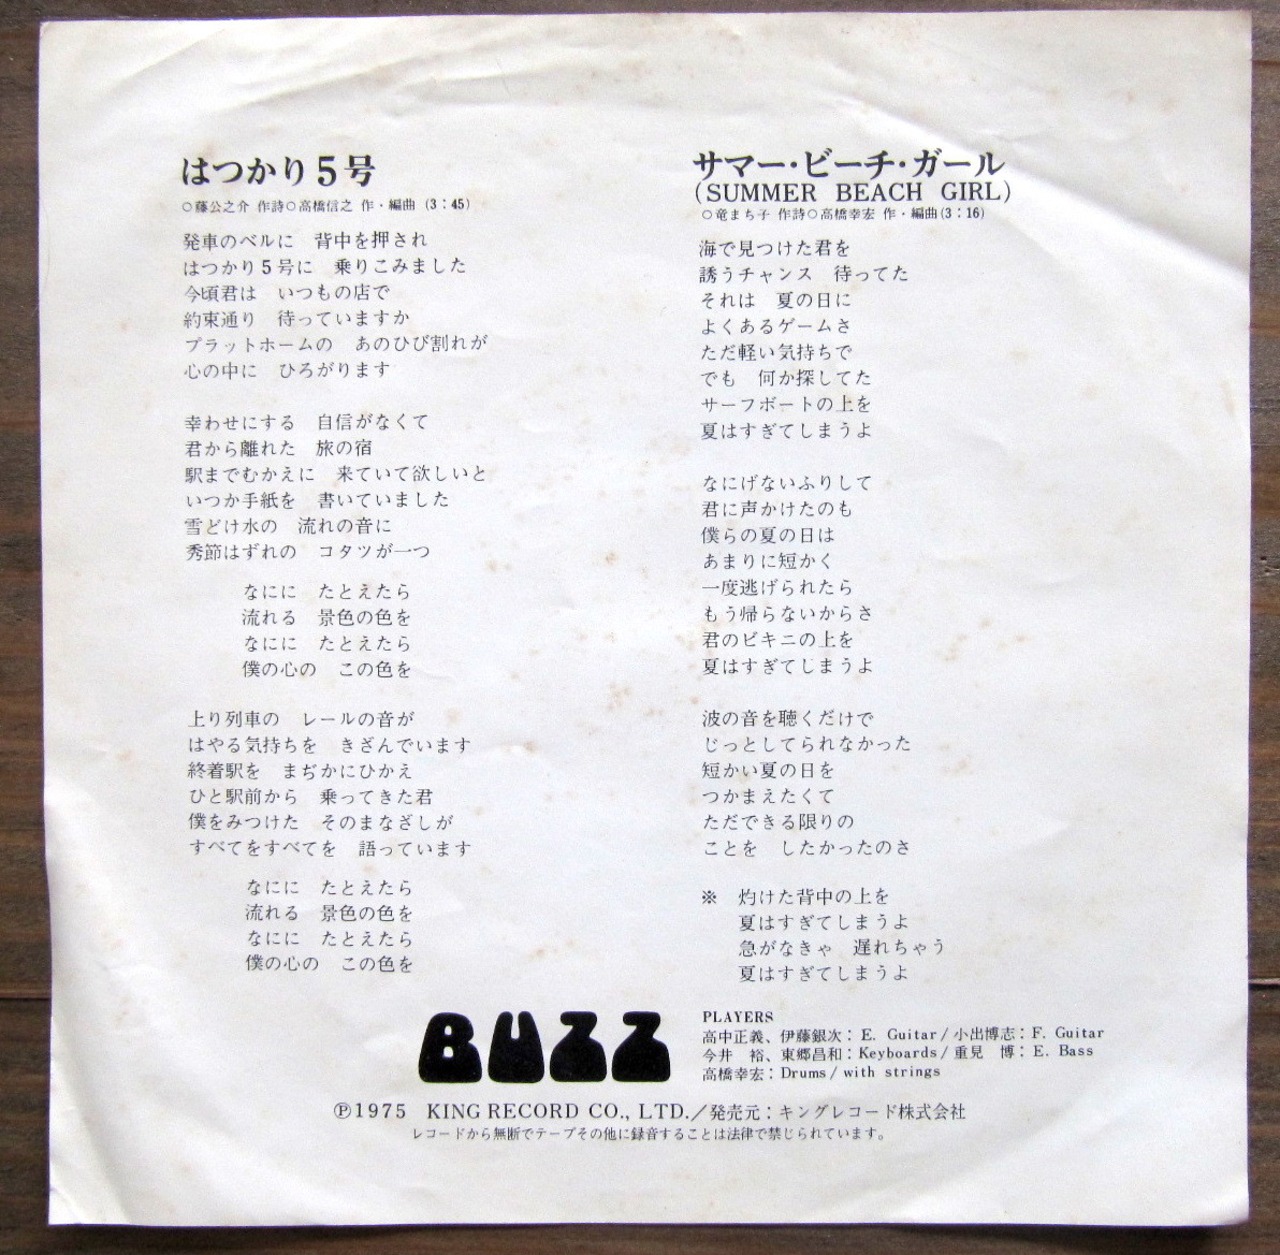 はつかり5号
○藤公之介 作詩○高橋信之 作・編曲 (3:45)
発車のベルに　背中を押され
はつかり5号に　乗りこみました
今頃君は　いつもの店で
約束通り　待っていますか
プラットホームの　あのひび割れが
心の中に　ひろがります
幸わせにする　自信がなくて
君から離れた　旅の宿
駅までむかえに　来ていて欲しいと
いつか手紙を　書いていました
雪どけ水の　流れの音に
秀節はずれの　コタツが一つ
なにに　たとえたら
流れる　景色の色を
なにに　たとえたら
僕の心の　この色を
上り列車の　レールの音が
はやる気持ちを　きざんでいます
終着駅を　まぢかにひかえ
ひと駅前から　乗ってきた君
僕をみつけた　そのまなざしが
すべてをすべてを　語っています
なにに　たとえたら
流れる　景色の色を
なにに　たとえたら
僕の心の　この色を
サマー・ビーチ・ガール
(SUMMER BEACH GIRL)
○竜まち子 作詩○高橋幸宏 作・編曲(3:16)
海で見つけた君を
誘うチャンス　待ってた
それは　夏の日に
よくあるゲームさ
ただ軽い気持ちで
でも　何か探してた
サーフボートの上を
夏はすぎてしまうよ
なにげないふりして
君に声かけたのも
僕らの夏の日は
あまりに短かく
一度逃げられたら
もう帰らないからさ
君のビキニの上を
夏はすぎてしまうよ
波の音を聴くだけで
じっとしてられなかった
短かい夏の日を
つかまえたくて
ただできる限りの
ことを　したかったのさ
※　灼けた背中の上を
夏はすぎてしまうよ
急がなきゃ　遅れちゃう
夏はすぎてしまうよ
BUZZ
PLAYERS
高中正義、伊藤銀次：E. Guitar/小出博志：F. Guitar
今井　裕、東郷昌和：Keyboards/重見　博：E. Bass
高橋幸宏：Drums/with strings
Ⓟ1975 KING RECORD CO., LTD.／発売元：キングレコード株式会社
レコードから無断でテープその他に録音することは法律で禁じられています。